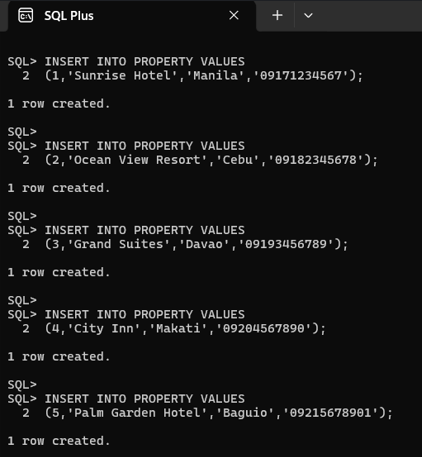 SQL Plus
SQL> INSERT INTO PROPERTY VALUES
2 (1,'Sunrise Hotel','Manila','09171234567');
1 row created.
SQL>
SQL> INSERT INTO PROPERTY VALUES
2 (2,'Ocean View Resort','Cebu','09182345678');
1 row created.
SQL>
SQL> INSERT INTO PROPERTY VALUES
2 (3,'Grand Suites','Davao','09193456789');
1 row created.
SQL>
SQL> INSERT INTO PROPERTY VALUES
2 (4,'City Inn','Makati','09204567890');
1 row created.
SQL>
SQL> INSERT INTO PROPERTY VALUES
2 (5,'Palm Garden Hotel','Baguio','09215678901');
1 row created.